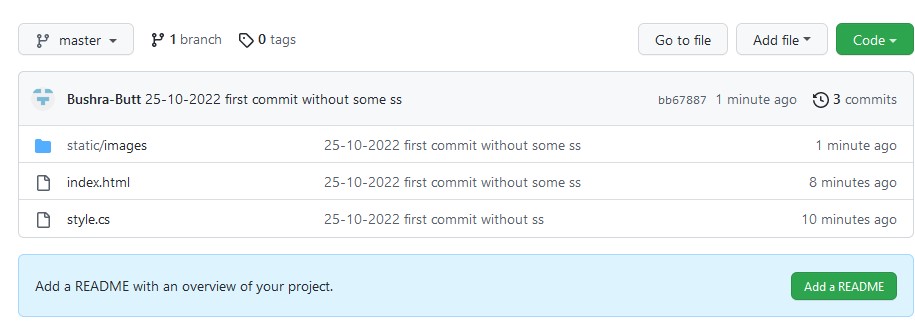 master 1 branch 0 tags Go to file Add file Code
Bushra-Butt 25-10-2022 first commit without some ss bb67887 1 minute ago 3 commits
static/images 25-10-2022 first commit without some ss 1 minute ago
index.html 25-10-2022 first commit without some ss 8 minutes ago
style.cs 25-10-2022 first commit without ss 10 minutes ago
Add a README with an overview of your project. Add a README